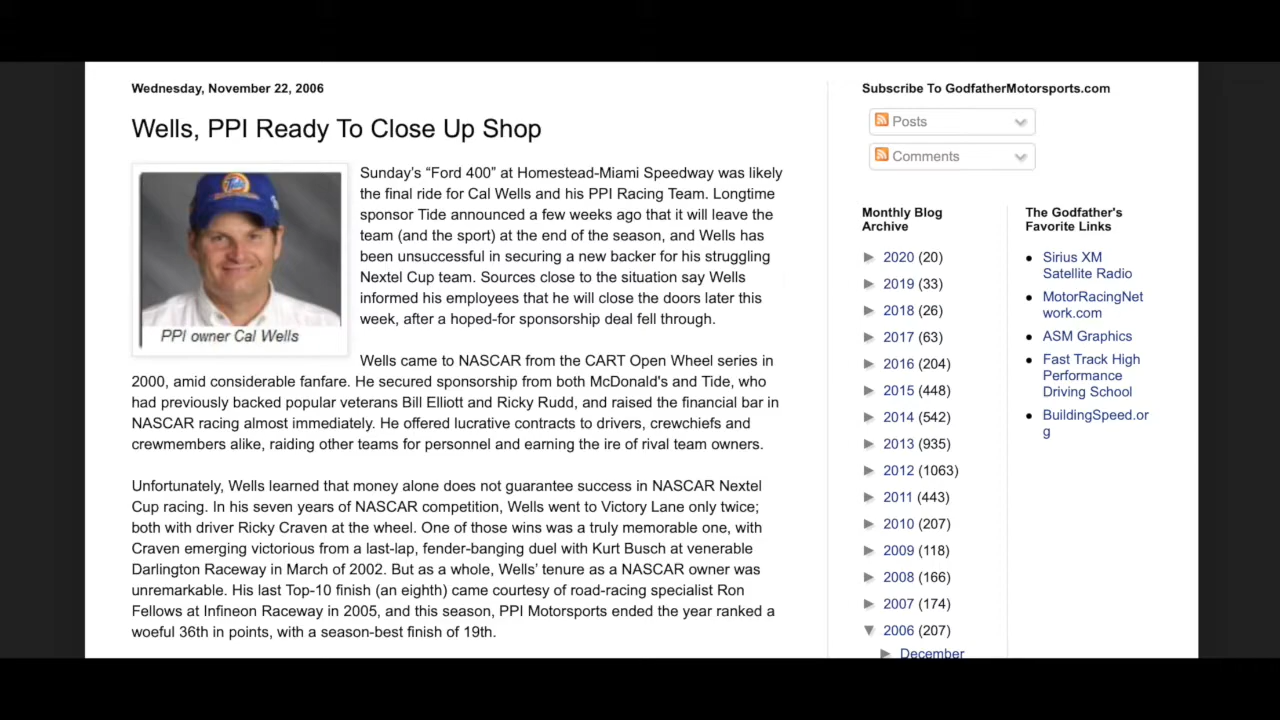 Wednesday, November 22, 2006
Wells, PPI Ready To Close Up Shop
Tide
PPI owner Cal Wells
Sunday's “Ford 400” at Homestead-Miami Speedway was likely
the final ride for Cal Wells and his PPI Racing Team. Longtime
sponsor Tide announced a few weeks ago that it will leave the
team (and the sport) at the end of the season, and Wells has
been unsuccessful in securing a new backer for his struggling
Nextel Cup team. Sources close to the situation say Wells
informed his employees that he will close the doors later this
week, after a hoped-for sponsorship deal fell through.
Wells came to NASCAR from the CART Open Wheel series in
2000, amid considerable fanfare. He secured sponsorship from both McDonald's and Tide, who
had previously backed popular veterans Bill Elliott and Ricky Rudd, and raised the financial bar in
NASCAR racing almost immediately. He offered lucrative contracts to drivers, crewchiefs and
crewmembers alike, raiding other teams for personnel and earning the ire of rival team owners.
Unfortunately, Wells learned that money alone does not guarantee success in NASCAR Nextel
Cup racing. In his seven years of NASCAR competition, Wells went to Victory Lane only twice;
both with driver Ricky Craven at the wheel. One of those wins was a truly memorable one, with
Craven emerging victorious from a last-lap, fender-banging duel with Kurt Busch at venerable
Darlington Raceway in March of 2002. But as a whole, Wells' tenure as a NASCAR owner was
unremarkable. His last Top-10 finish (an eighth) came courtesy of road-racing specialist Ron
Fellows at Infineon Raceway in 2005, and this season, PPI Motorsports ended the year ranked a
woeful 36th in points, with a season-best finish of 19th.
Subscribe To GodfatherMotorsports.com
Posts
Comments
Monthly Blog
Archive
2020 (20)
2019 (33)
2018 (26)
2017 (63)
2016 (204)
2015 (448)
2014 (542)
2013 (935)
2012 (1063)
2011 (443)
2010 (207)
2009 (118)
2008 (166)
2007 (174)
2006 (207)
December
The Godfather's
Favorite Links
Sirius XM
Satellite Radio
MotorRacingNet
work.com
ASM Graphics
Fast Track High
Performance
Driving School
BuildingSpeed.or
g